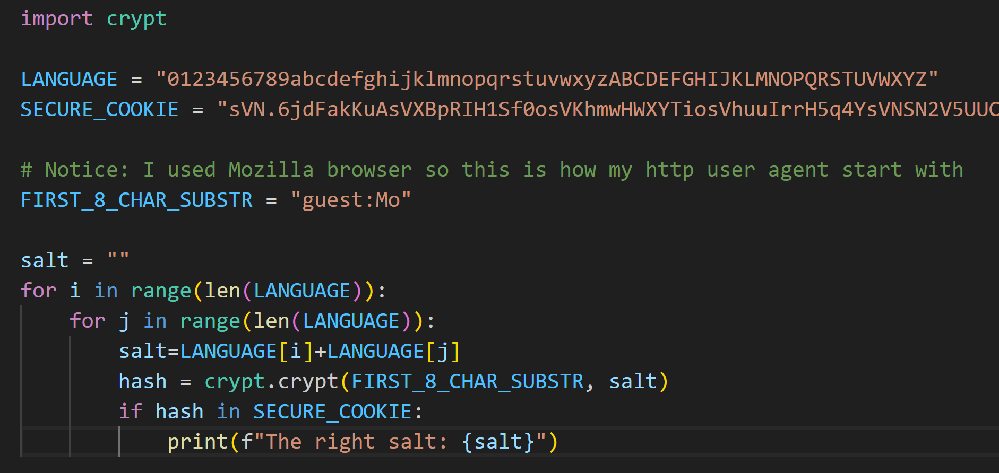 import crypt
LANGUAGE = "0123456789abcdefghijklmnopqrstuvwxyzABCDEFGHIJKLMNOPQRSTUVWXYZ"
SECURE_COOKIE = "sVN.6jdFakKuAsVXBpRIH1Sf0osVKhmwHWXYTiosVhuuIrrH5q4YsVNSN2V5UUC
# Notice: I used Mozilla browser so this is how my http user agent start with
FIRST_8_CHAR_SUBSTR = "guest:Mo"
salt = ""
for i in range(len(LANGUAGE)):
    for j in range(len(LANGUAGE)):
        salt=LANGUAGE[i]+LANGUAGE[j]
        hash = crypt.crypt(FIRST_8_CHAR_SUBSTR, salt)
        if hash in SECURE_COOKIE:
            print(f"The right salt: {salt}")